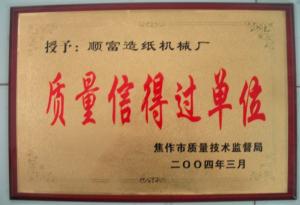 授予：顺富造纸机械厂
质量信得过单位
焦作市质量技术监督局
二〇〇四年三月